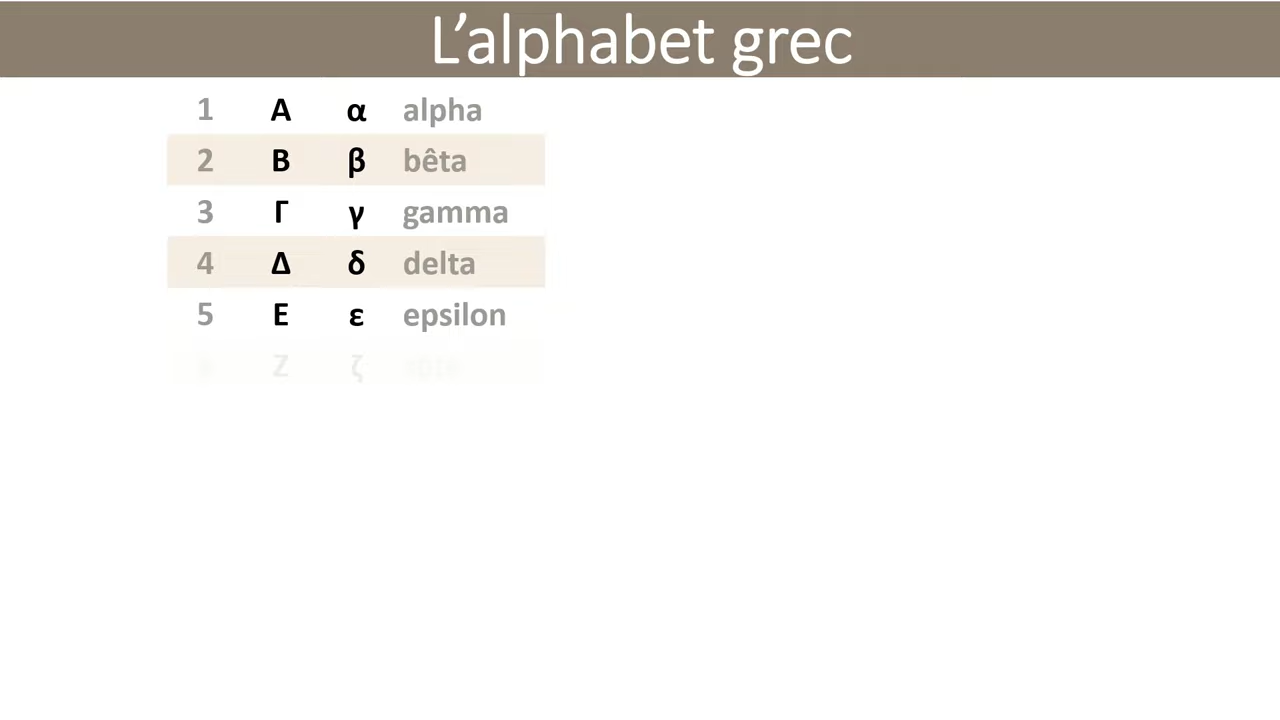 L’alphabet grec
1 Α α alpha
2 Β β bêta
3 Γ γ gamma
4 Δ δ delta
5 Ε ε epsilon
Ζ ζ